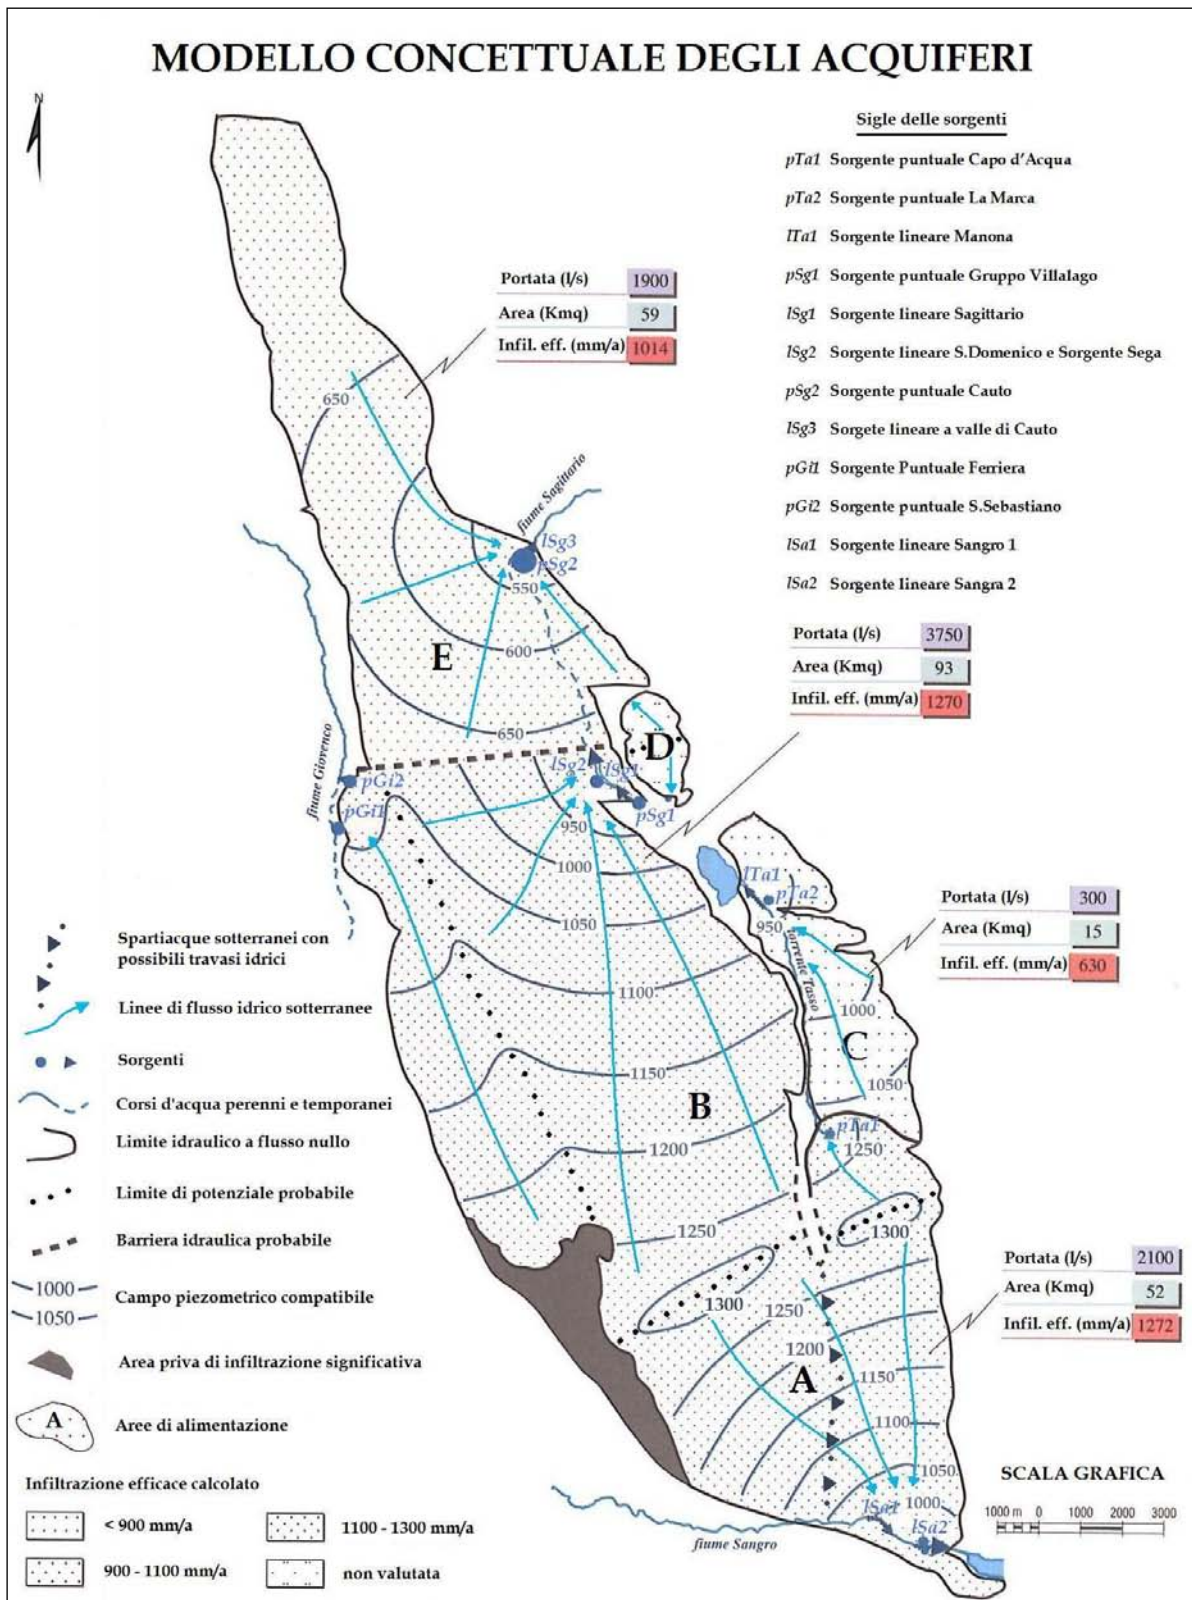 MODELLO CONCETTUALE DEGLI ACQUIFERI
N
Sigle delle sorgenti
pTa1 Sorgente puntuale Capo d'Acqua
pTa2 Sorgente puntuale La Marca
lTa1 Sorgente lineare Manona
pSg1 Sorgente puntuale Gruppo Villalago
lSg1 Sorgente lineare Sagittario
lSg2 Sorgente lineare S.Domenico e Sorgente Sega
pSg2 Sorgente puntuale Cauto
lSg3 Sorgete lineare a valle di Cauto
pGi1 Sorgente Puntuale Ferriera
pGi2 Sorgente puntuale S.Sebastiano
lSa1 Sorgente lineare Sangro 1
lSa2 Sorgente lineare Sangra 2
Portata (l/s) 1900
Area (Kmq) 59
Infil. eff. (mm/a) 1014
650
fiume Sagittario
lSg3
pSg2
550
600
E
650
Portata (l/s) 3750
Area (Kmq) 93
Infil. eff. (mm/a) 1270
D
fiume Giovenco
pGi2
pGi1
lSg2
lSg1
pSg1
950
1000
1050
1100
1150
B
1200
1250
1300
lTa1
pTa2
950
torrente Tasso
1000
C
1050
pTa1
1250
1300
Portata (l/s) 300
Area (Kmq) 15
Infil. eff. (mm/a) 630
Portata (l/s) 2100
Area (Kmq) 52
Infil. eff. (mm/a) 1272
1250
1200
A
1150
1100
1050
1000
lSa1
lSa2
fiume Sangro
Spartiacque sotterranei con
possibili travasi idrici
Linee di flusso idrico sotterranee
Sorgenti
Corsi d'acqua perenni e temporanei
Limite idraulico a flusso nullo
Limite di potenziale probabile
Barriera idraulica probabile
1000
1050
Campo piezometrico compatibile
Area priva di infiltrazione significativa
A
Aree di alimentazione
Infiltrazione efficace calcolato
< 900 mm/a
1100 - 1300 mm/a
900 - 1100 mm/a
non valutata
SCALA GRAFICA
1000 m 0 1000 2000 3000